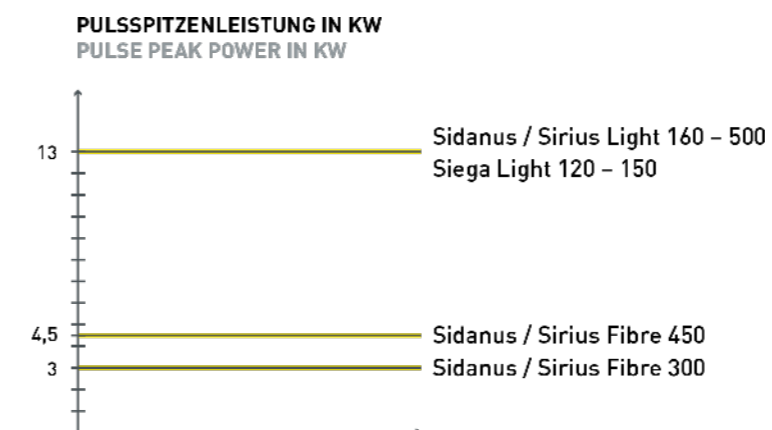 PULSSPITZENLEISTUNG IN KW
PULSE PEAK POWER IN KW
13
Sidanus / Sirius Light 160 – 500
Siega Light 120 – 150
4,5
Sidanus / Sirius Fibre 450
3
Sidanus / Sirius Fibre 300